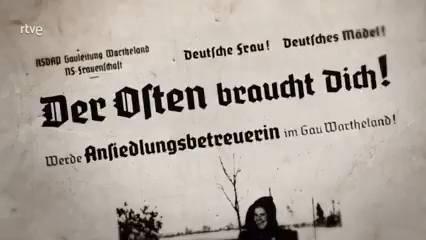 rtve
NSDAP Gauleitung Wartheland
NS-Frauenschaft
Deutsche Frau! Deutsches Mädel!
Der Osten braucht Dich!
Werde Ansiedlungsbetreuerin im Gau Wartheland!